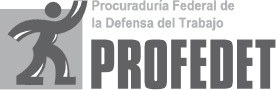 Procuraduría Federal de
la Defensa del Trabajo
PROFEDET